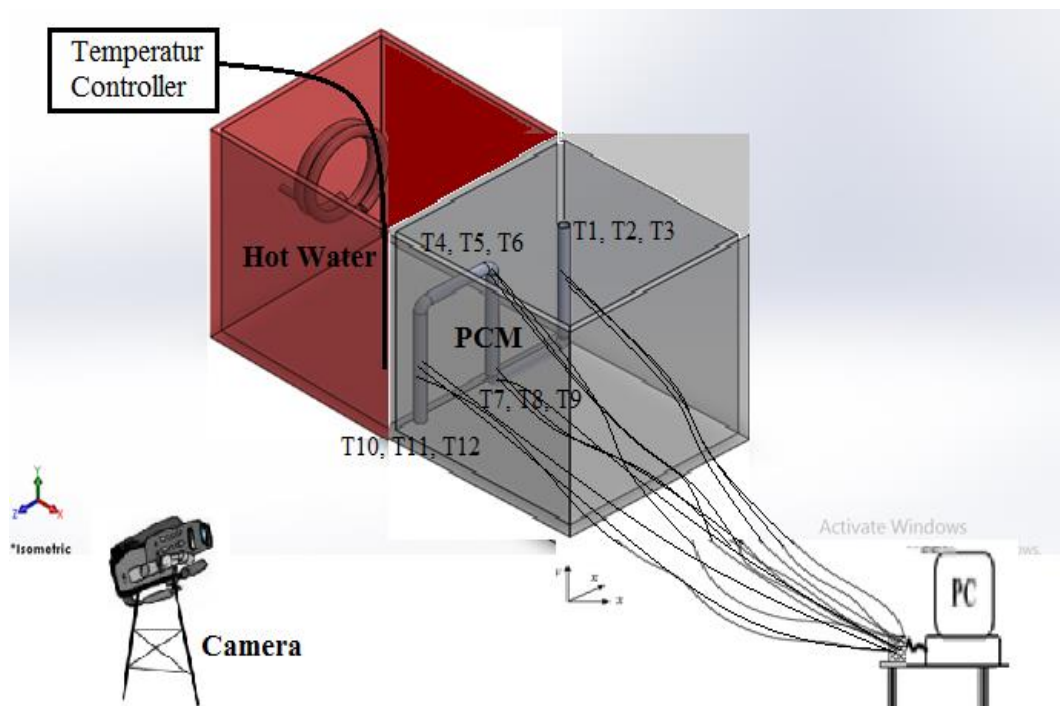 Temperatur
Controller
Hot Water
T4, T5, T6
T1, T2, T3
PCM
T7, T8, T9
T10, T11, T12
Y
Z
X
*Isometric
Camera
x
Activate Windows
PC